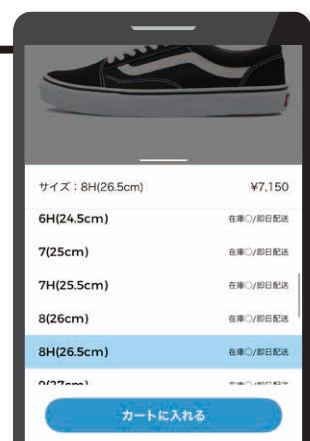 サイズ：8H(26.5cm) ¥7,150
6H(24.5cm) 在庫○/即日配送
7(25cm) 在庫○/即日配送
7H(25.5cm) 在庫○/即日配送
8(26cm) 在庫○/即日配送
8H(26.5cm) 在庫○/即日配送
カートに入れる